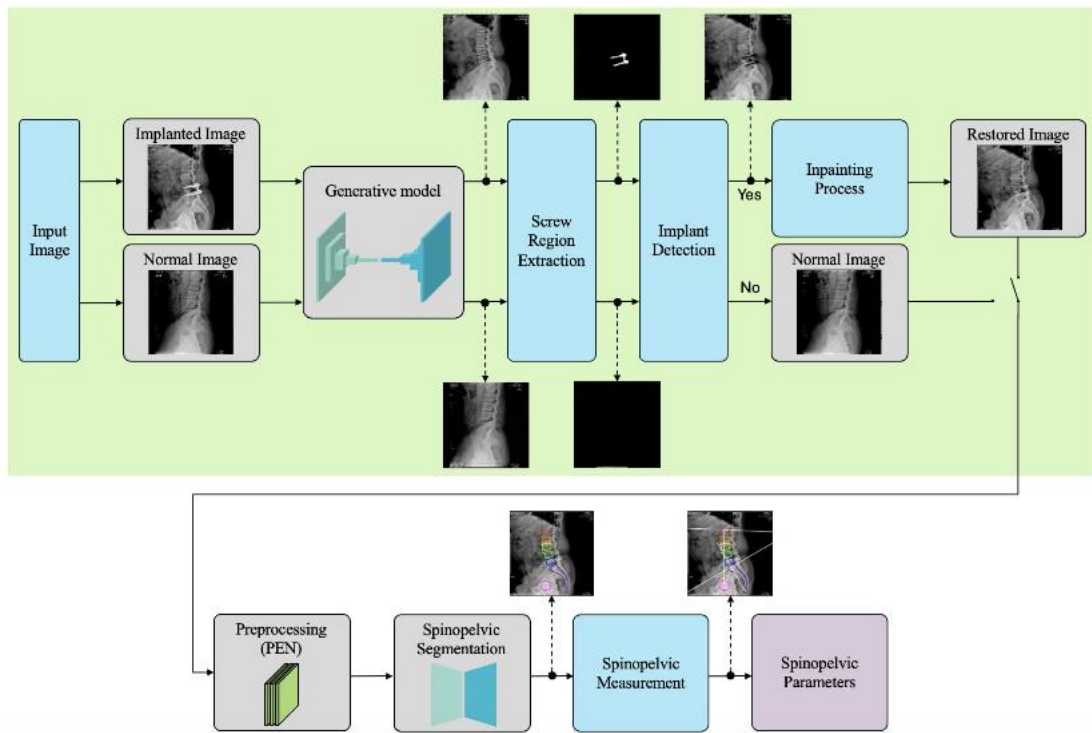 Input
Image
Implanted Image
Normal Image
Generative model
Screw
Region
Extraction
Implant
Detection
Yes
No
Inpainting
Process
Normal Image
Restored Image
Preprocessing
(PEN)
Spinopelvic
Segmentation
Spinopelvic
Measurement
Spinopelvic
Parameters